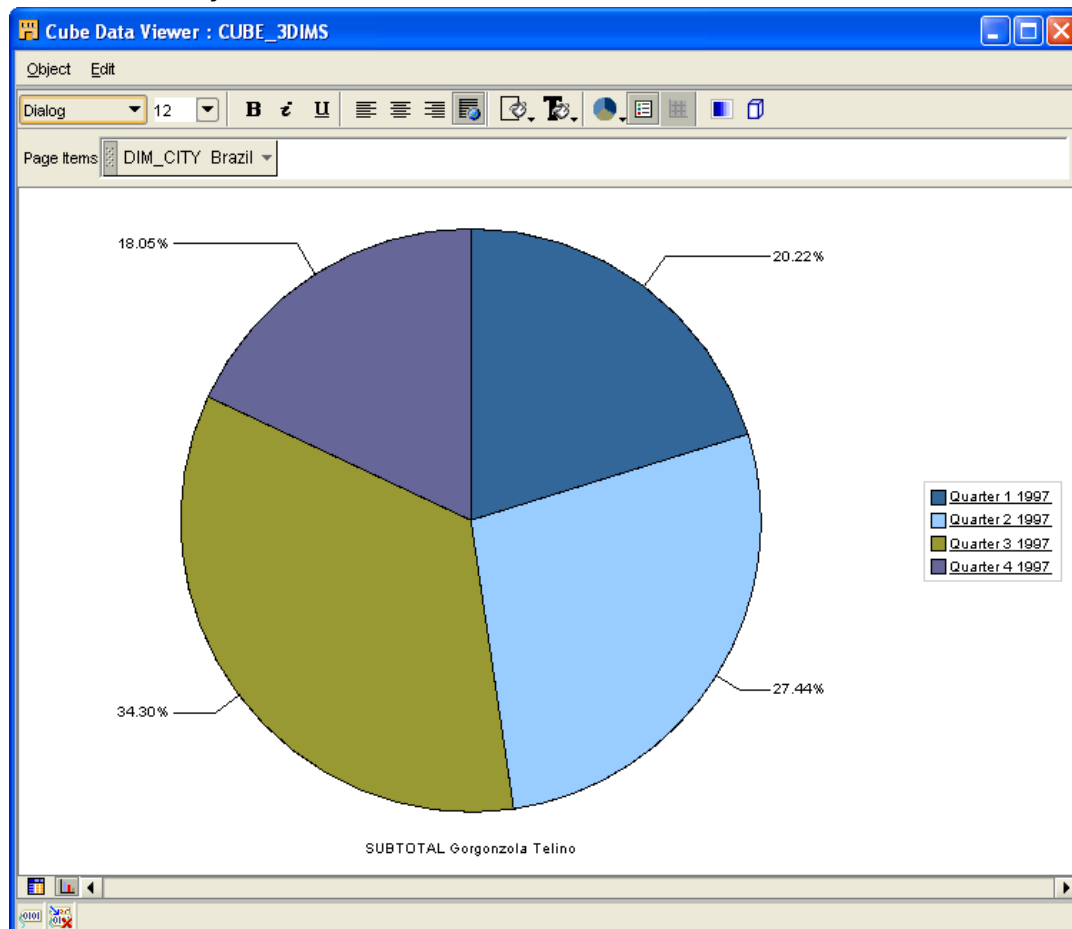 Cube Data Viewer : CUBE_3DIMS
Object Edit
Dialog 12 B i U
Page Items DIM_CITY Brazil
18.05%
20.22%
Quarter 1 1997
Quarter 2 1997
Quarter 3 1997
Quarter 4 1997
27.44%
34.30%
SUBTOTAL Gorgonzola Telino